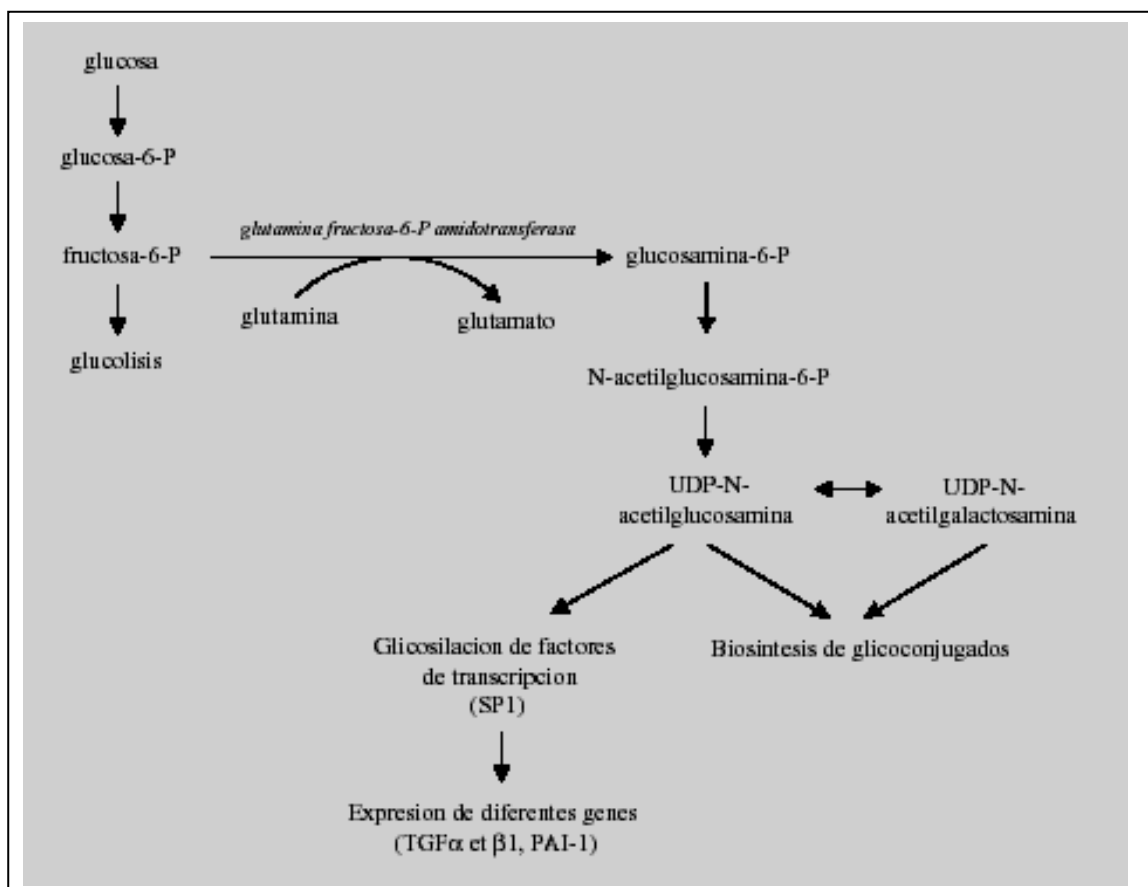 glucosa
glucosa-6-P
glutamina fructosa-6-P amidotransferasa
fructosa-6-P
glucosamina-6-P
glutamina
glutamato
glucolisis
N-acetilglucosamina-6-P
UDP-N-
acetilglucosamina
UDP-N-
acetilgalactosamina
Glicosilacion de factores
de transcripcion
(SP1)
Biosintesis de glicoconjugados
Expresion de diferentes genes
(TGFα et β1, PAI-1)